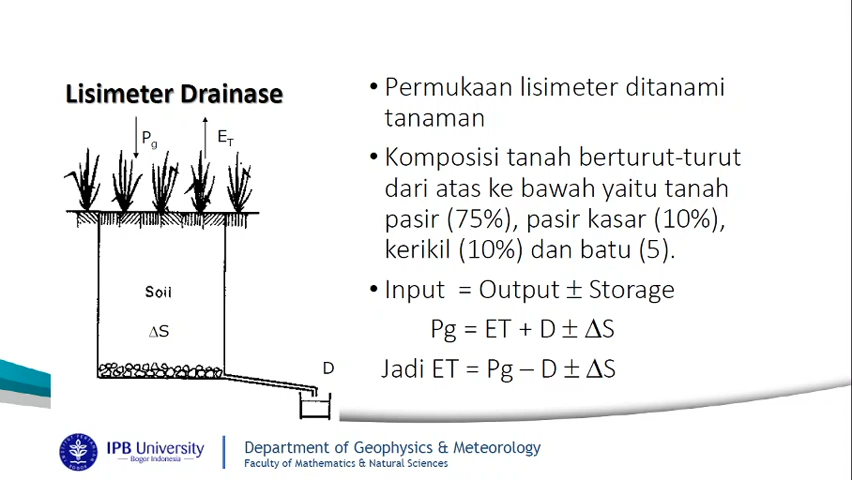 Lisimeter Drainase
Pg
ET
Soil
ΔS
D
• Permukaan lisimeter ditanami
tanaman
• Komposisi tanah berturut-turut
dari atas ke bawah yaitu tanah
pasir (75%), pasir kasar (10%),
kerikil (10%) dan batu (5).
• Input = Output ± Storage
Pg = ET + D ± ΔS
Jadi ET = Pg – D ± ΔS
IPB University
Bogor Indonesia
Department of Geophysics & Meteorology
Faculty of Mathematics & Natural Sciences